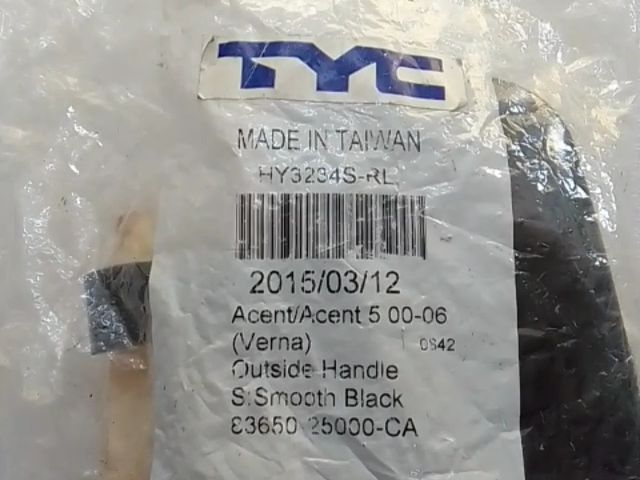 TYC
MADE IN TAIWAN
HY3234S-RL
2015/03/12
Acent/Acent 5 00-06
(Verna) 0842
Outside Handle
S:Smooth Black
83650 25000-CA